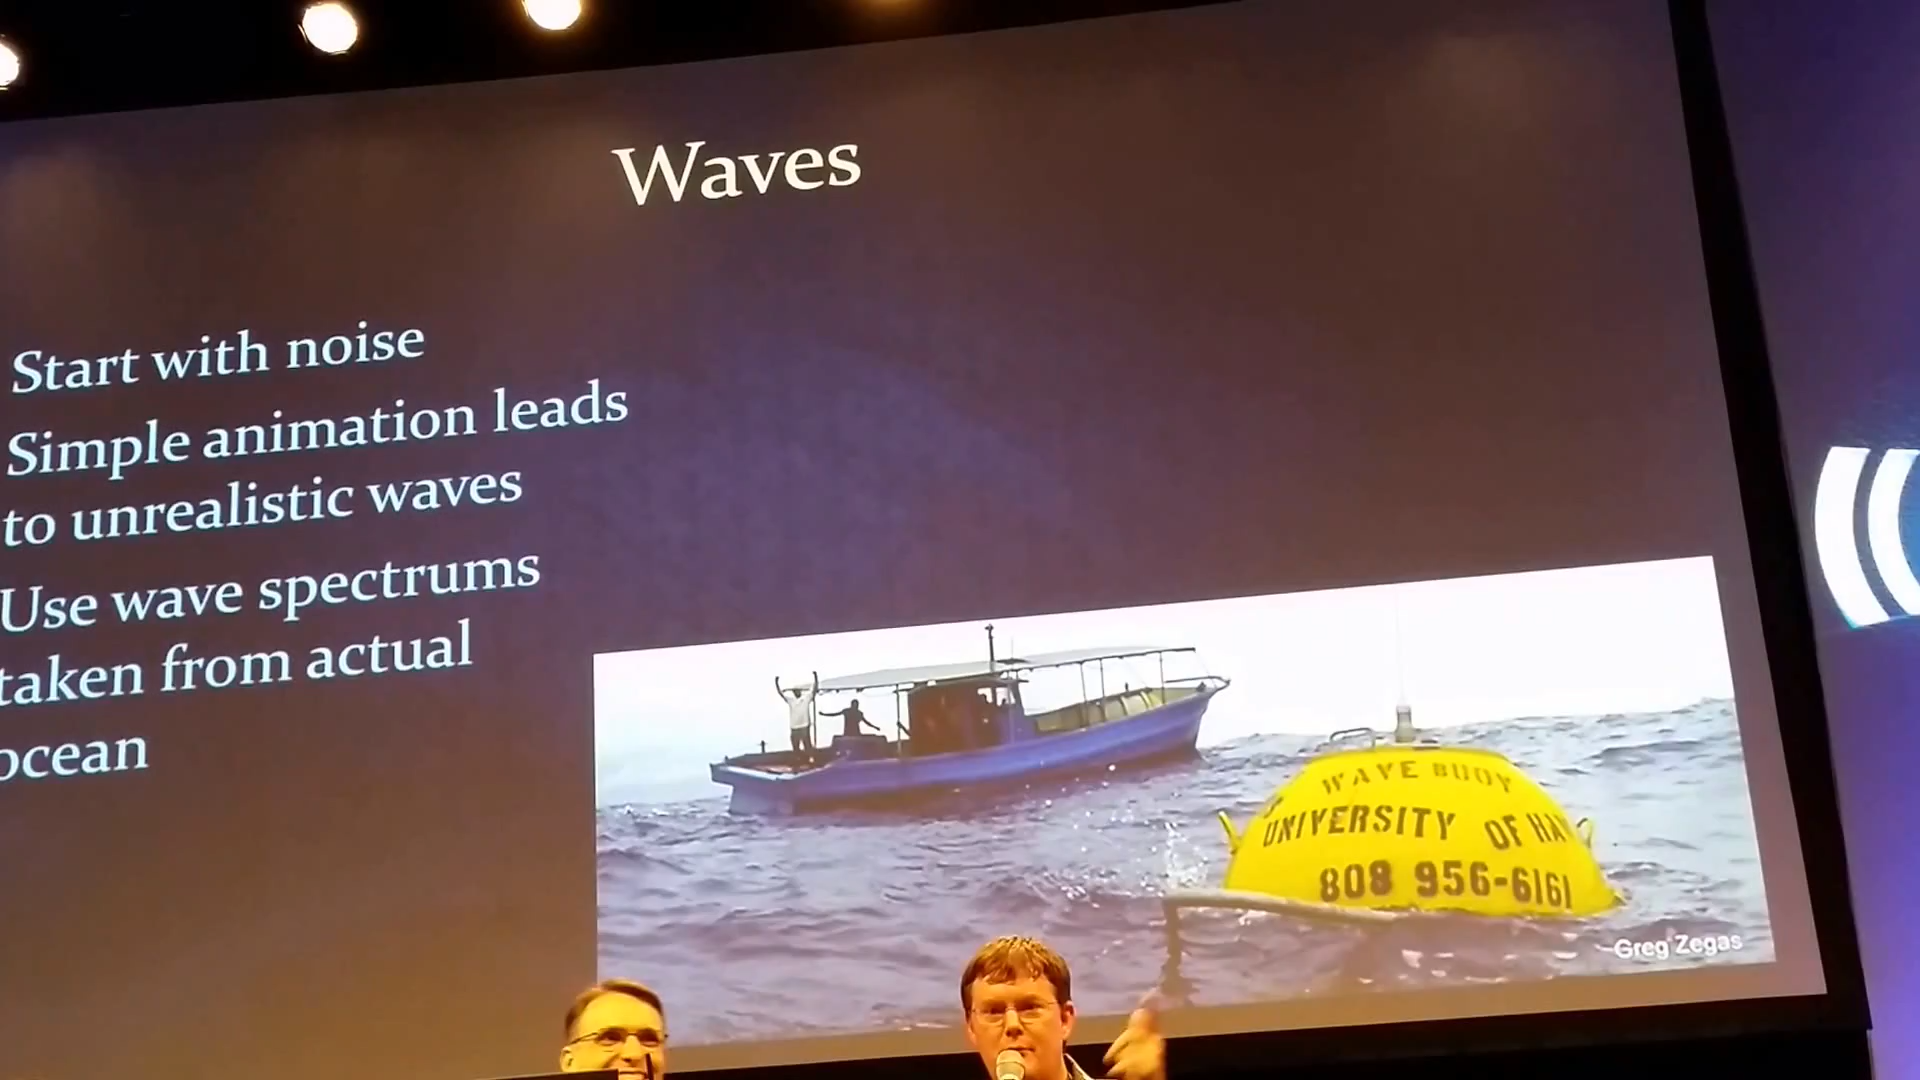 Waves
Start with noise
Simple animation leads
to unrealistic waves
Use wave spectrums
taken from actual
ocean
WAVE BUOY
UNIVERSITY OF HA
808 956-6161
Greg Zegas